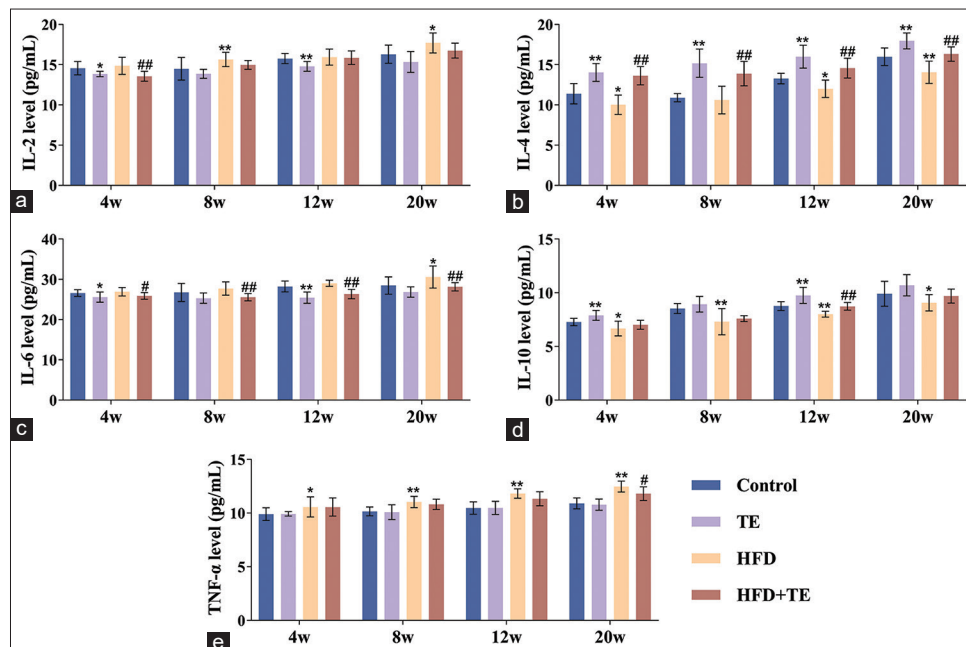 20
15
10
5
0
IL-2 level (pg/mL)
* ## ** ** *
4w 8w 12w 20w
a
20
15
10
5
0
IL-4 level (pg/mL)
** * ## ** ## ** * ## ** ** ##
4w 8w 12w 20w
b
40
30
20
10
0
IL-6 level (pg/mL)
* # ## ** ## * ##
4w 8w 12w 20w
c
15
10
5
0
IL-10 level (pg/mL)
** * ** ** ** ## *
4w 8w 12w 20w
d
15
10
5
0
TNF-α level (pg/mL)
* ** ** ** #
4w 8w 12w 20w
e
Control
TE
HFD
HFD+TE